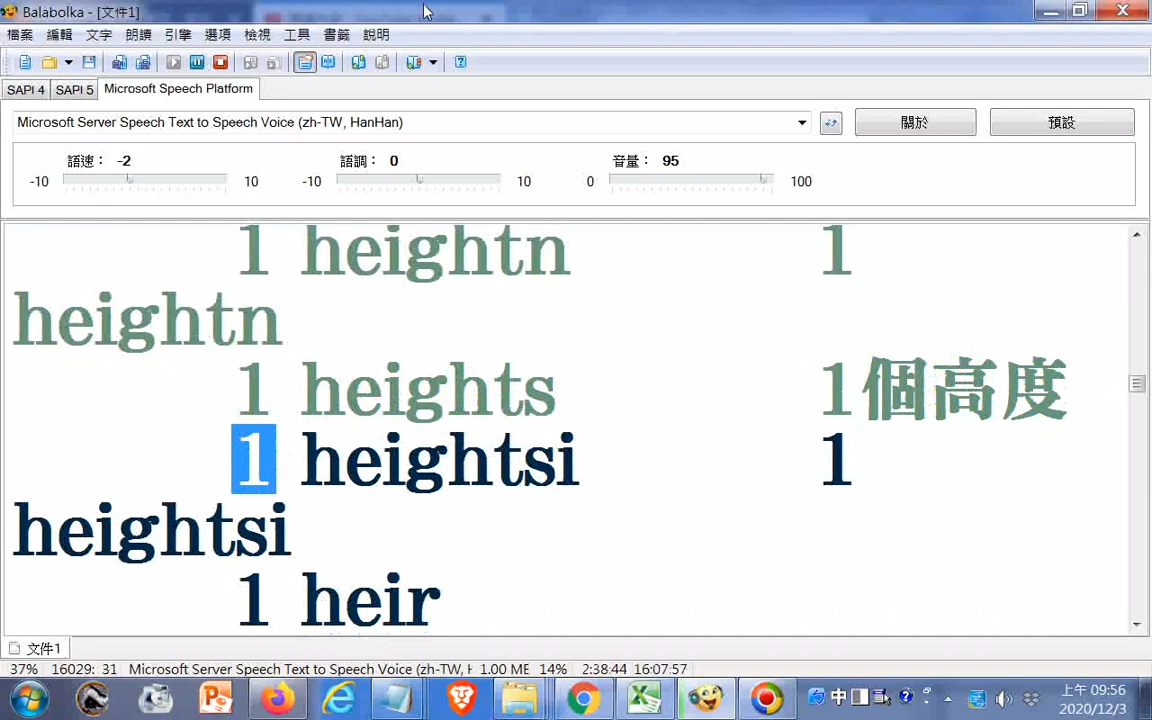 Balabolka - [文件1]
檔案 編輯 文字 朗讀 引擎 選項 檢視 工具 書籤 說明
SAPI 4 SAPI 5 Microsoft Speech Platform
Microsoft Server Speech Text to Speech Voice (zh-TW, HanHan) 關於 預設
語速： -2 語調： 0 音量： 95
-10 10 -10 10 0 100
1 heightn 1
heightn
1 heights 1個高度
1 heightsi 1
heightsi
1 heir
文件1
37% 16029: 31 Microsoft Server Speech Text to Speech Voice (zh-TW, H 1.00 ME 14% 2:38:44 16:07:57
中 上午 09:56
2020/12/3